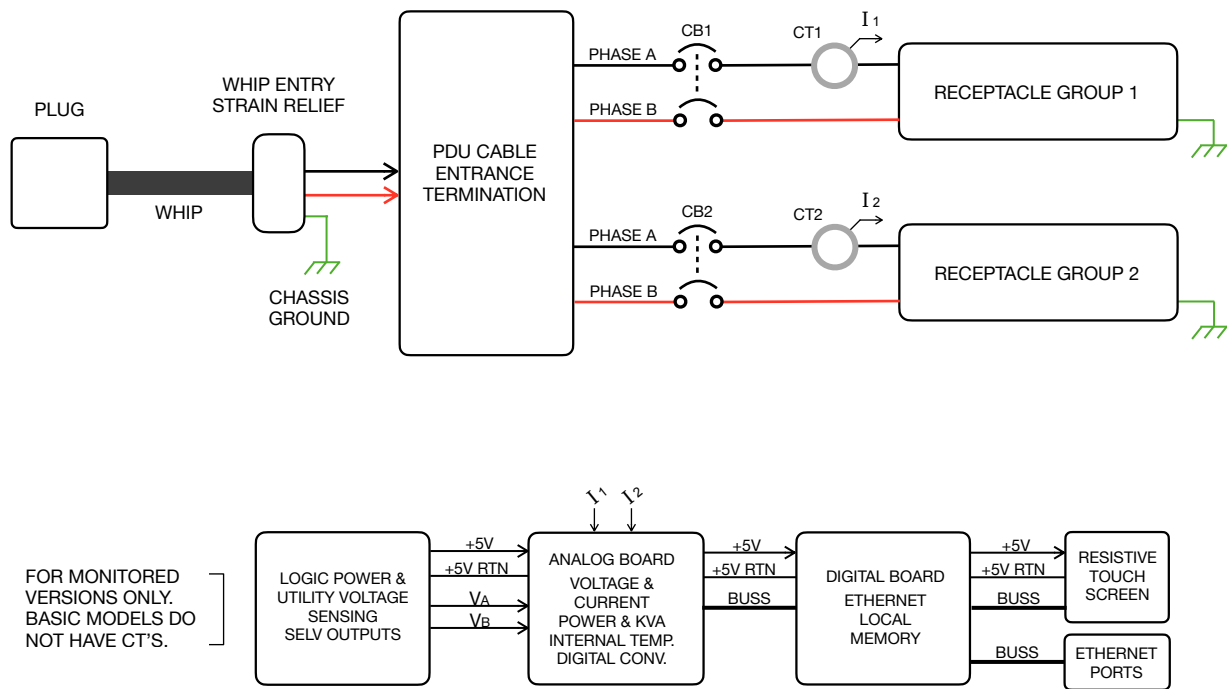 PLUG
WHIP ENTRY
STRAIN RELIEF
WHIP
CHASSIS
GROUND
PDU CABLE
ENTRANCE
TERMINATION
PHASE A
CB1
CT1
I 1
PHASE B
RECEPTACLE GROUP 1
PHASE A
CB2
CT2
I 2
PHASE B
RECEPTACLE GROUP 2
FOR MONITORED
VERSIONS ONLY.
BASIC MODELS DO
NOT HAVE CT'S.
LOGIC POWER &
UTILITY VOLTAGE
SENSING
SELV OUTPUTS
+5V
+5V RTN
VA
VB
I1
I2
ANALOG BOARD
VOLTAGE &
CURRENT
POWER & KVA
INTERNAL TEMP.
DIGITAL CONV.
+5V
+5V RTN
BUSS
DIGITAL BOARD
ETHERNET
LOCAL
MEMORY
+5V
+5V RTN
BUSS
BUSS
RESISTIVE
TOUCH
SCREEN
ETHERNET
PORTS